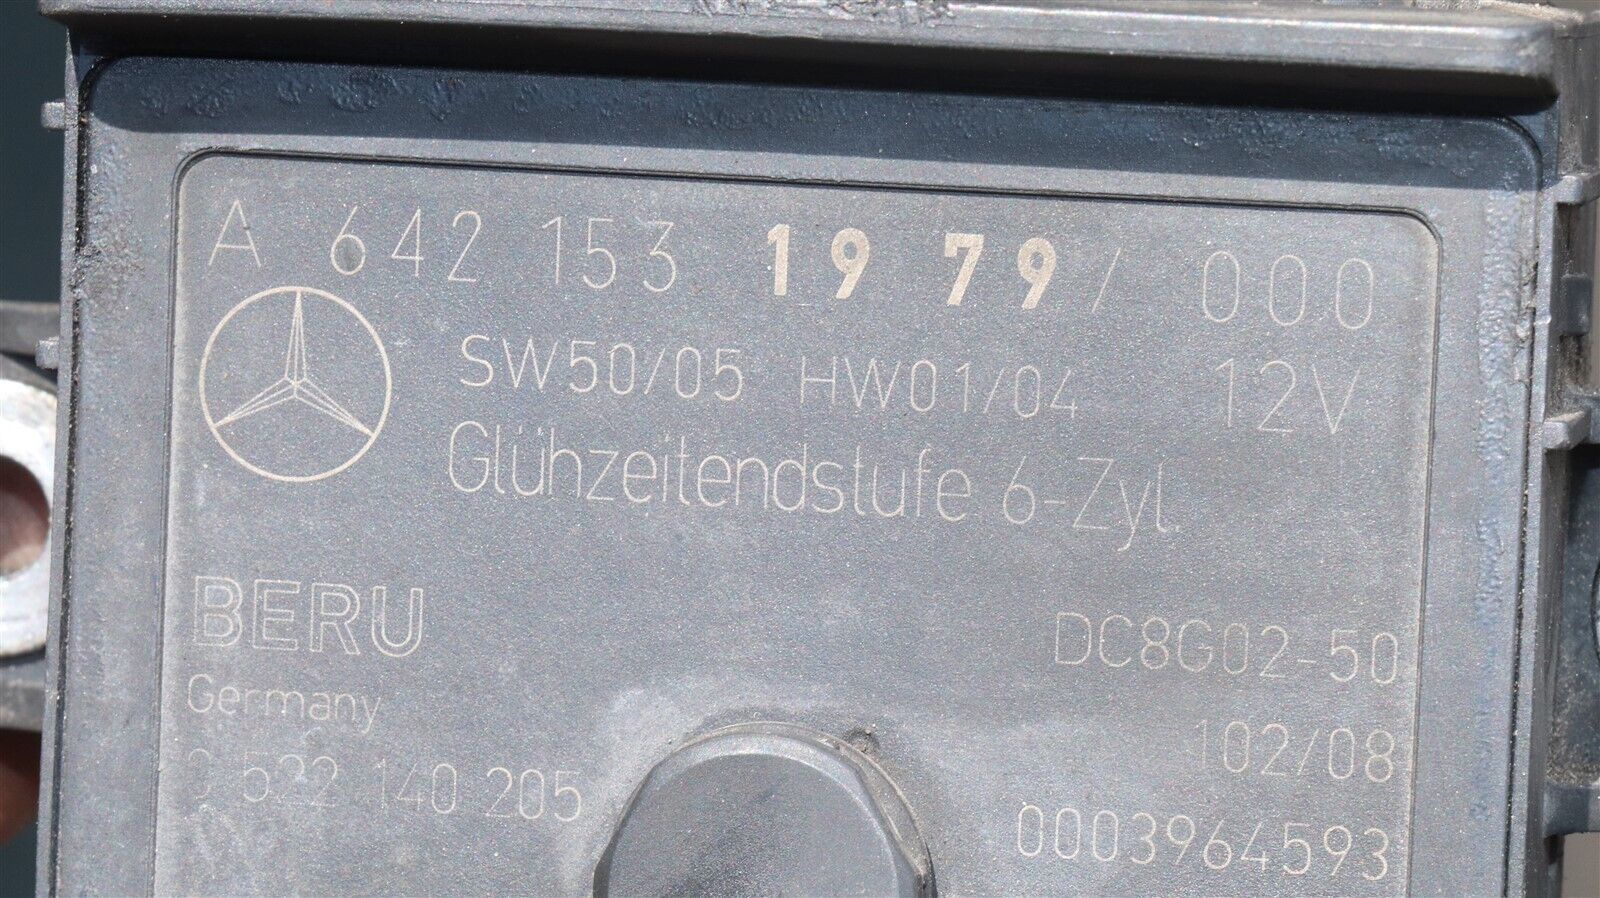 A 642 153 19 79 / 000
SW50/05 HW01/04 12V
Glühzeitendstufe 6-Zyl.
BERU
DC8G02-50
Germany
102/08
522 140 205
0003964593